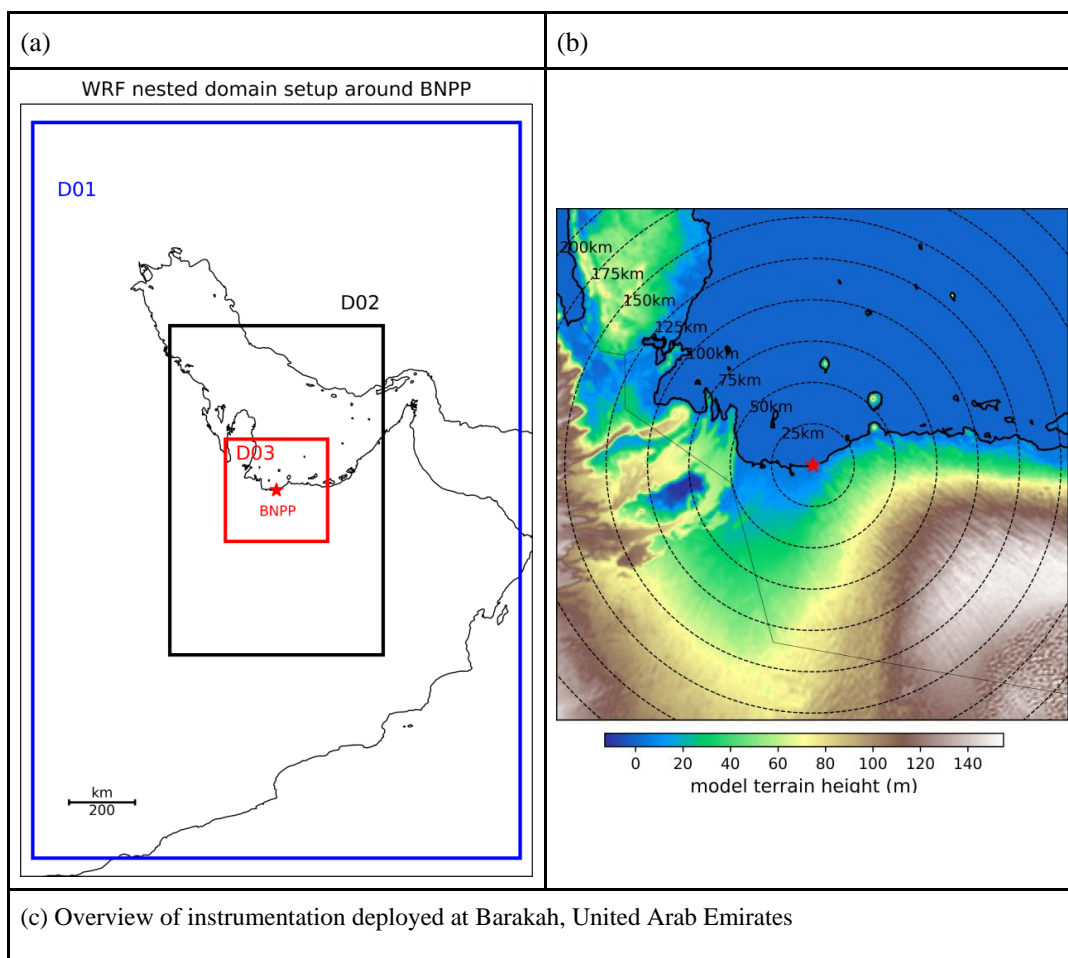 (a)
(b)
WRF nested domain setup around BNPP
D01
D02
D03
BNPP
km
200
200km
175km
150km
125km
100km
75km
50km
25km
0 20 40 60 80 100 120 140
model terrain height (m)
(c) Overview of instrumentation deployed at Barakah, United Arab Emirates